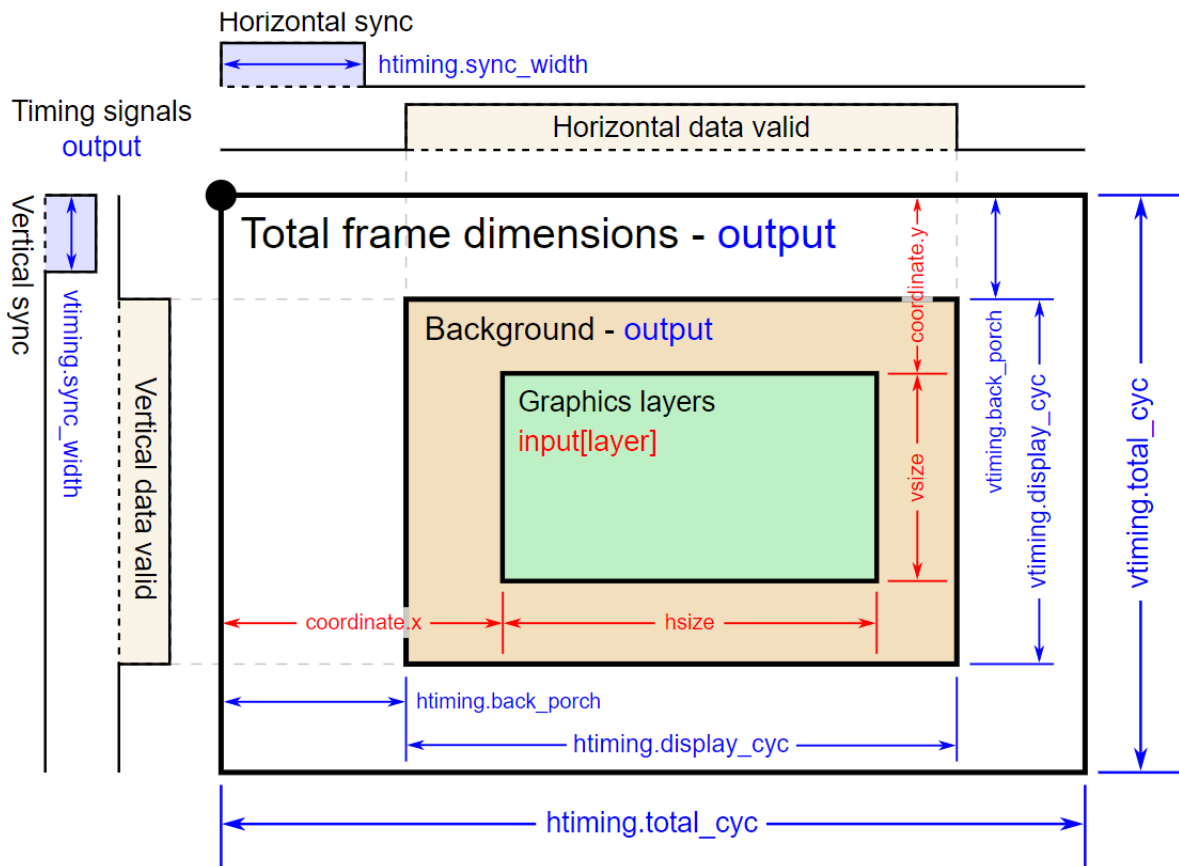 Horizontal sync
htiming.sync_width
Timing signals
output
Horizontal data valid
Vertical sync
vtiming.sync_width
Vertical data valid
Total frame dimensions - output
coordinate.y
vtiming.back_porch
vtiming.display_cyc
vtiming.total_cyc
Background - output
Graphics layers
input[layer]
vsize
coordinate.x
hsize
htiming.back_porch
htiming.display_cyc
htiming.total_cyc